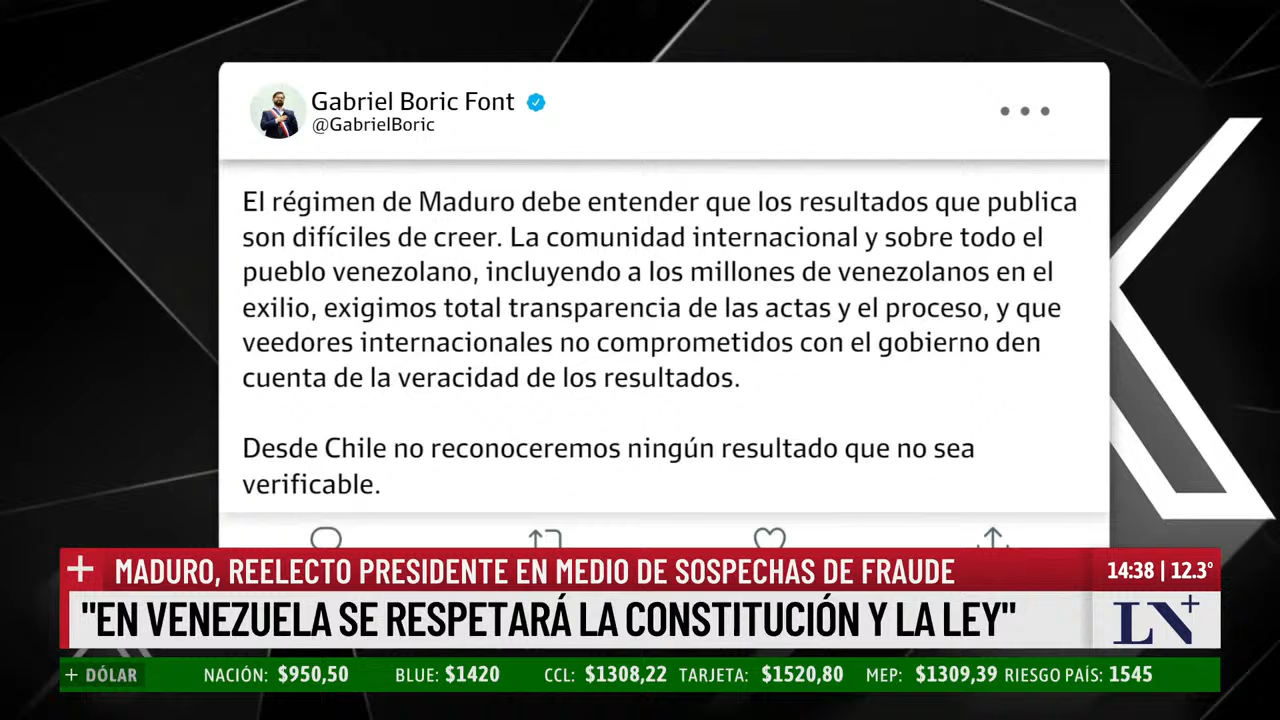 Gabriel Boric Font
@GabrielBoric
El régimen de Maduro debe entender que los resultados que publica
son difíciles de creer. La comunidad internacional y sobre todo el
pueblo venezolano, incluyendo a los millones de venezolanos en el
exilio, exigimos total transparencia de las actas y el proceso, y que
veedores internacionales no comprometidos con el gobierno den
cuenta de la veracidad de los resultados.
Desde Chile no reconoceremos ningún resultado que no sea
verificable.
+ MADURO, REELECTO PRESIDENTE EN MEDIO DE SOSPECHAS DE FRAUDE 14:38 | 12.3°
"EN VENEZUELA SE RESPETARÁ LA CONSTITUCIÓN Y LA LEY" LN+
+ DÓLAR NACIÓN: $950,50 BLUE: $1420 CCL: $1308,22 TARJETA: $1520,80 MEP: $1309,39 RIESGO PAÍS: 1545